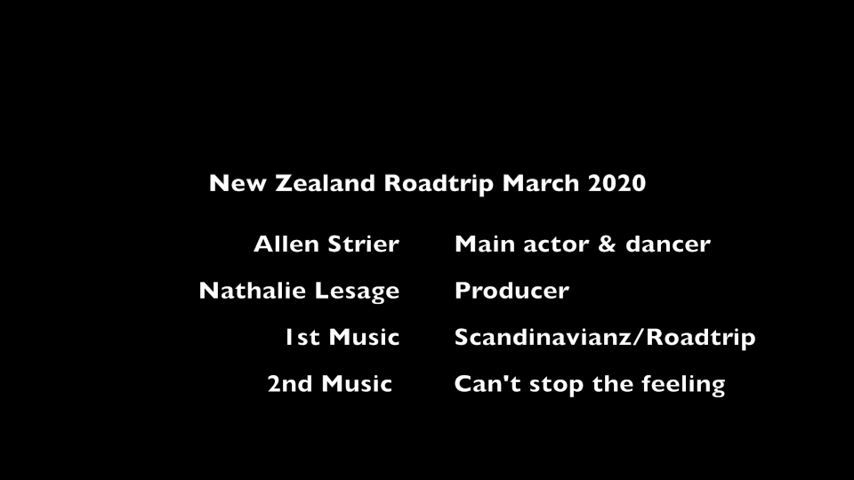 New Zealand Roadtrip March 2020
Allen Strier Main actor & dancer
Nathalie Lesage Producer
1st Music Scandinavianz/Roadtrip
2nd Music Can't stop the feeling